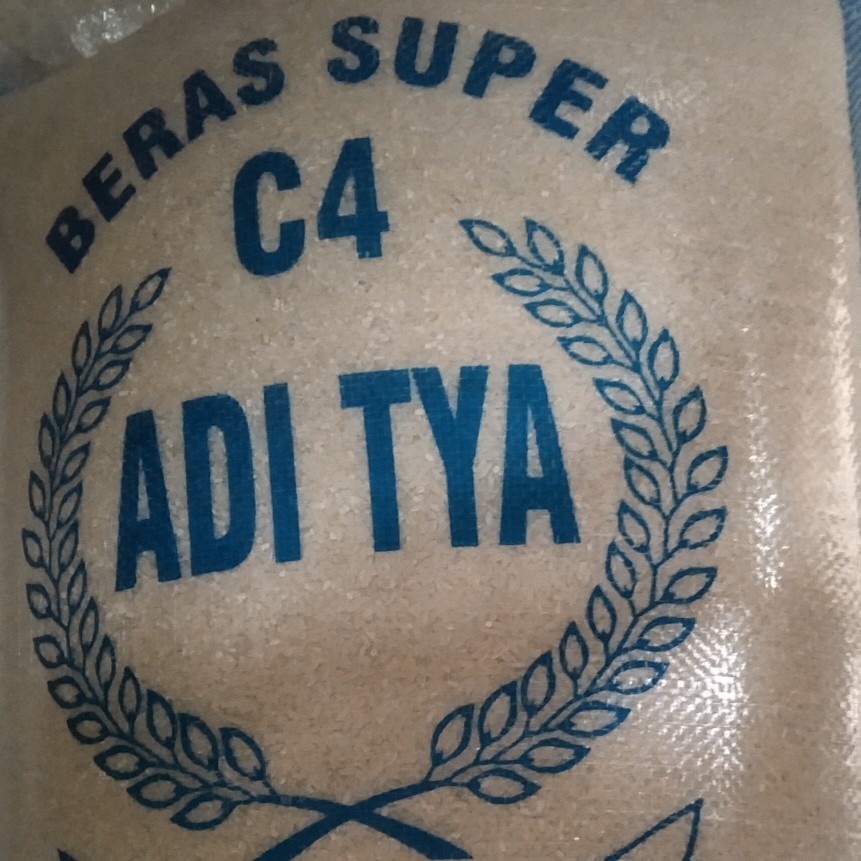 BERAS SUPER
C4
ADI TYA